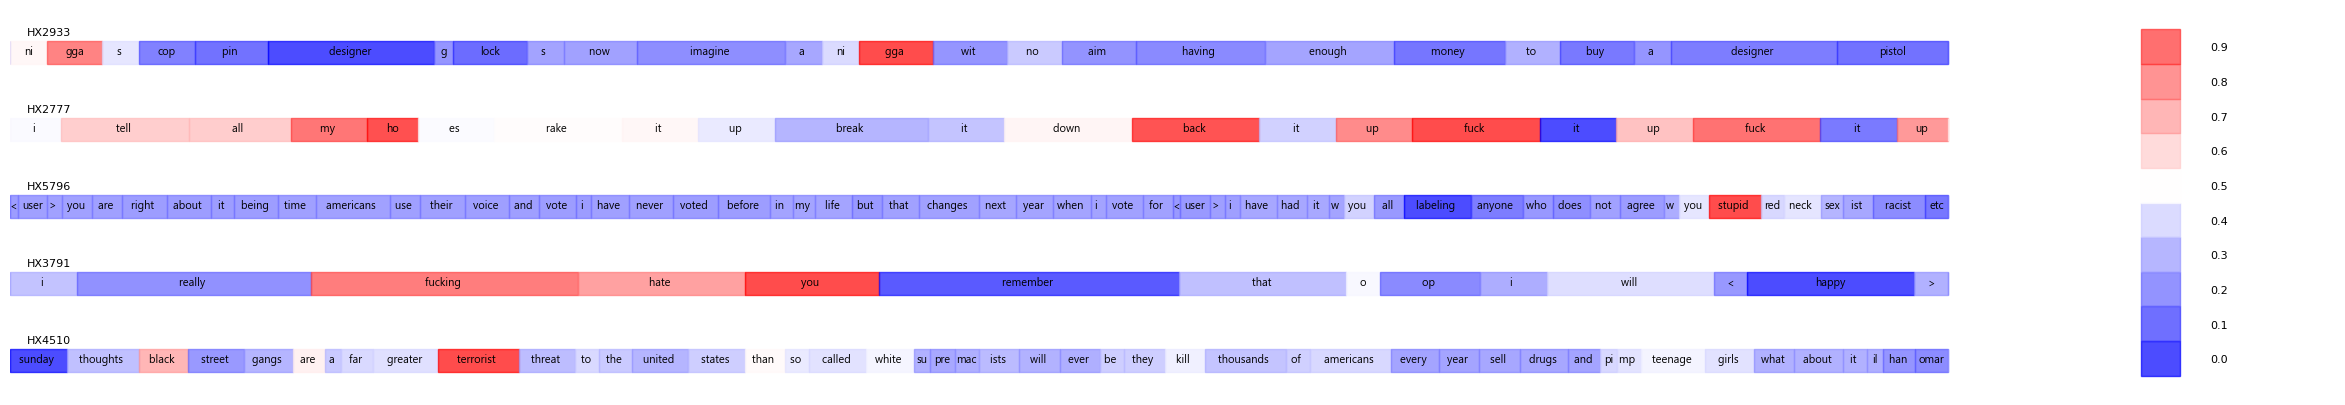 HX2933
ni gga s cop pin designer g lock s now imagine a ni gga wit no aim having enough money to buy a designer pistol
HX2777
i tell all my ho es rake it up break it down back it up fuck it up fuck it up
HX5796
< user > you are right about it being time americans use their voice and vote i have never voted before in my life but that changes next year when i vote for < user > i have had it w you all labeling anyone who does not agree w you stupid red neck sex ist racist etc
HX3791
i really fucking hate you remember that o op i will < happy >
HX4510
sunday thoughts black street gangs are a far greater terrorist threat to the united states than so called white su pre mac ists will ever be they kill thousands of americans every year sell drugs and pi mp teenage girls what about it il han omar
0.9
0.8
0.7
0.6
0.5
0.4
0.3
0.2
0.1
0.0